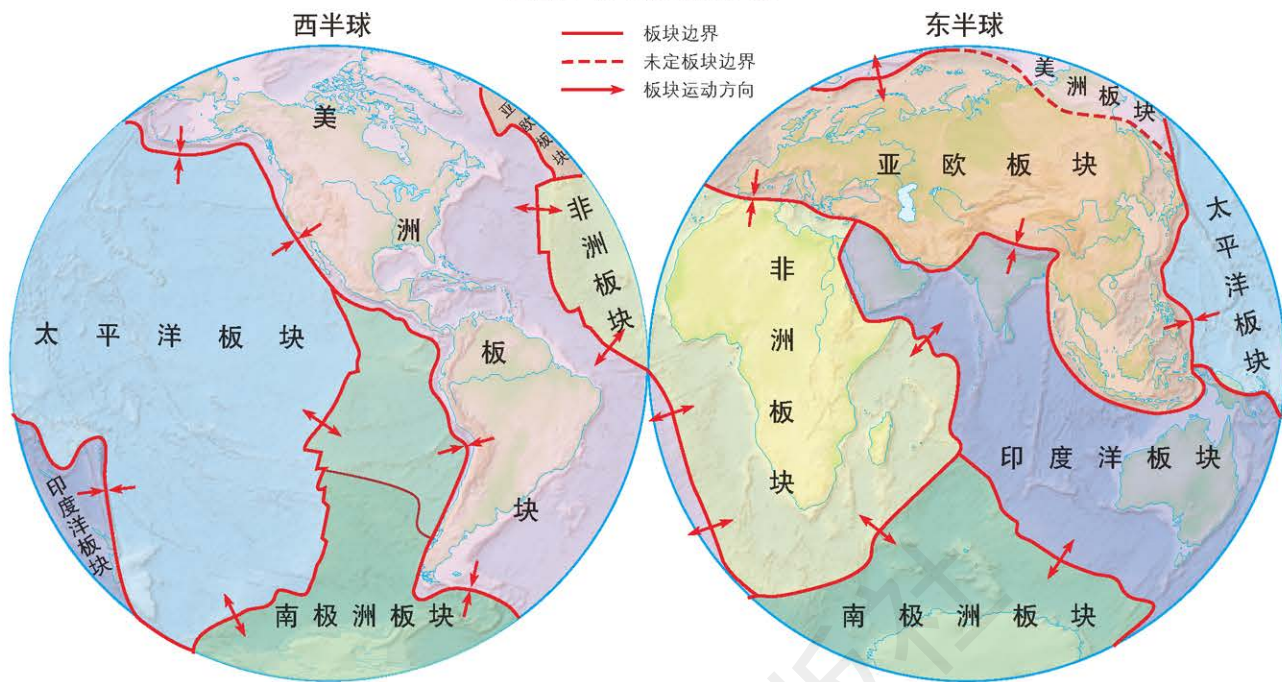 西半球
板块边界
未定板块边界
板块运动方向
东半球
美
洲
板
块
亚欧板块
非洲板块
太平洋板块
印度洋板块
南极洲板块
美洲板块
亚欧板块
太平洋板块
非洲板块
印度洋板块
南极洲板块